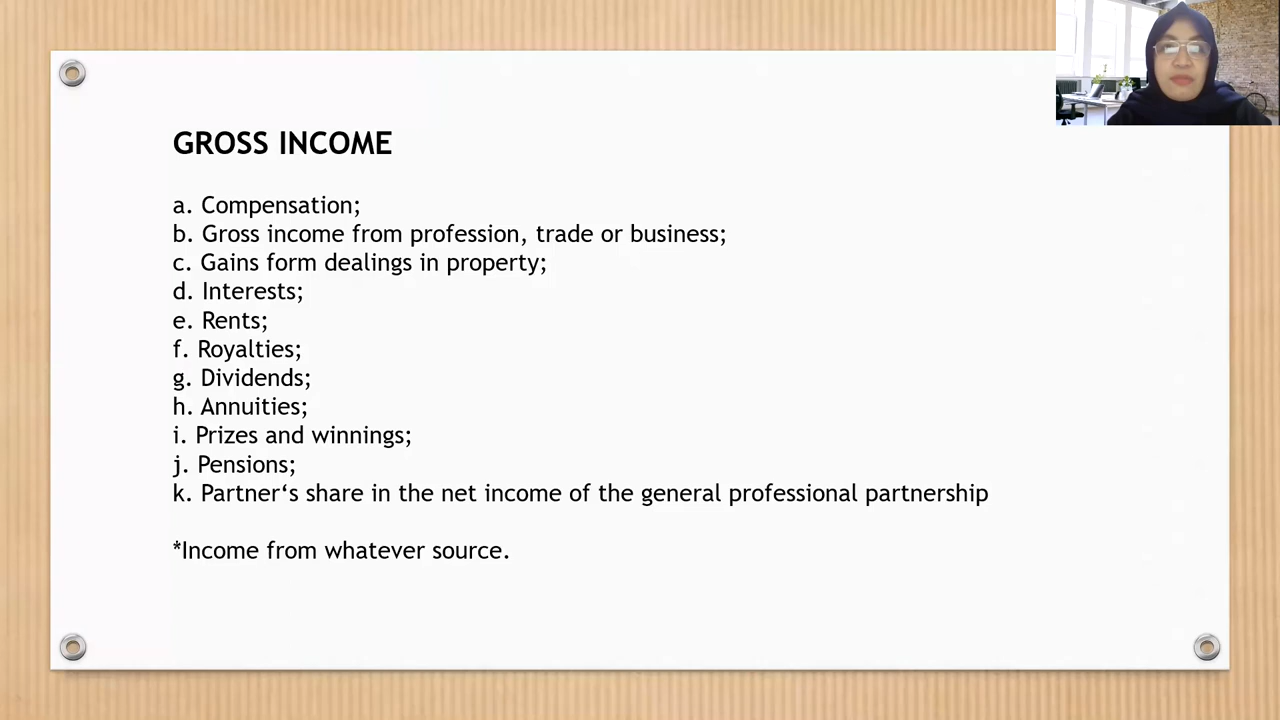 GROSS INCOME
a. Compensation;
b. Gross income from profession, trade or business;
c. Gains form dealings in property;
d. Interests;
e. Rents;
f. Royalties;
g. Dividends;
h. Annuities;
i. Prizes and winnings;
j. Pensions;
k. Partner‘s share in the net income of the general professional partnership
*Income from whatever source.